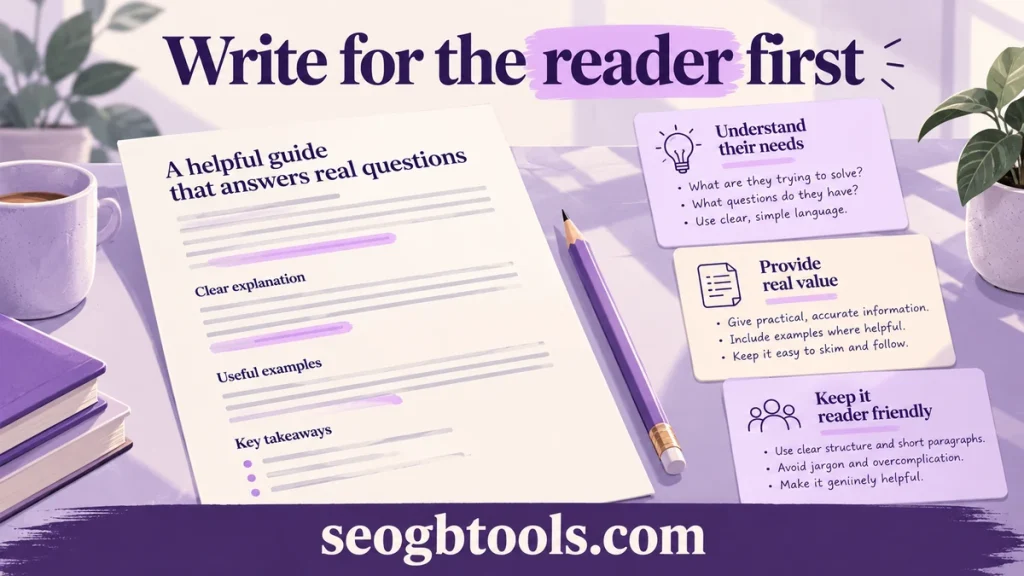 Write for the reader first
A helpful guide
that answers real questions
Clear explanation
Useful examples
Key takeaways
Understand
their needs
• What are they trying to solve?
• What questions do they have?
• Use clear, simple language.
Provide
real value
• Give practical, accurate information.
• Include examples where helpful.
• Keep it easy to skim and follow.
Keep it
reader friendly
• Use clear structure and short paragraphs.
• Avoid jargon and overcomplication.
• Make it geniinely helpful.
seogbtools.com